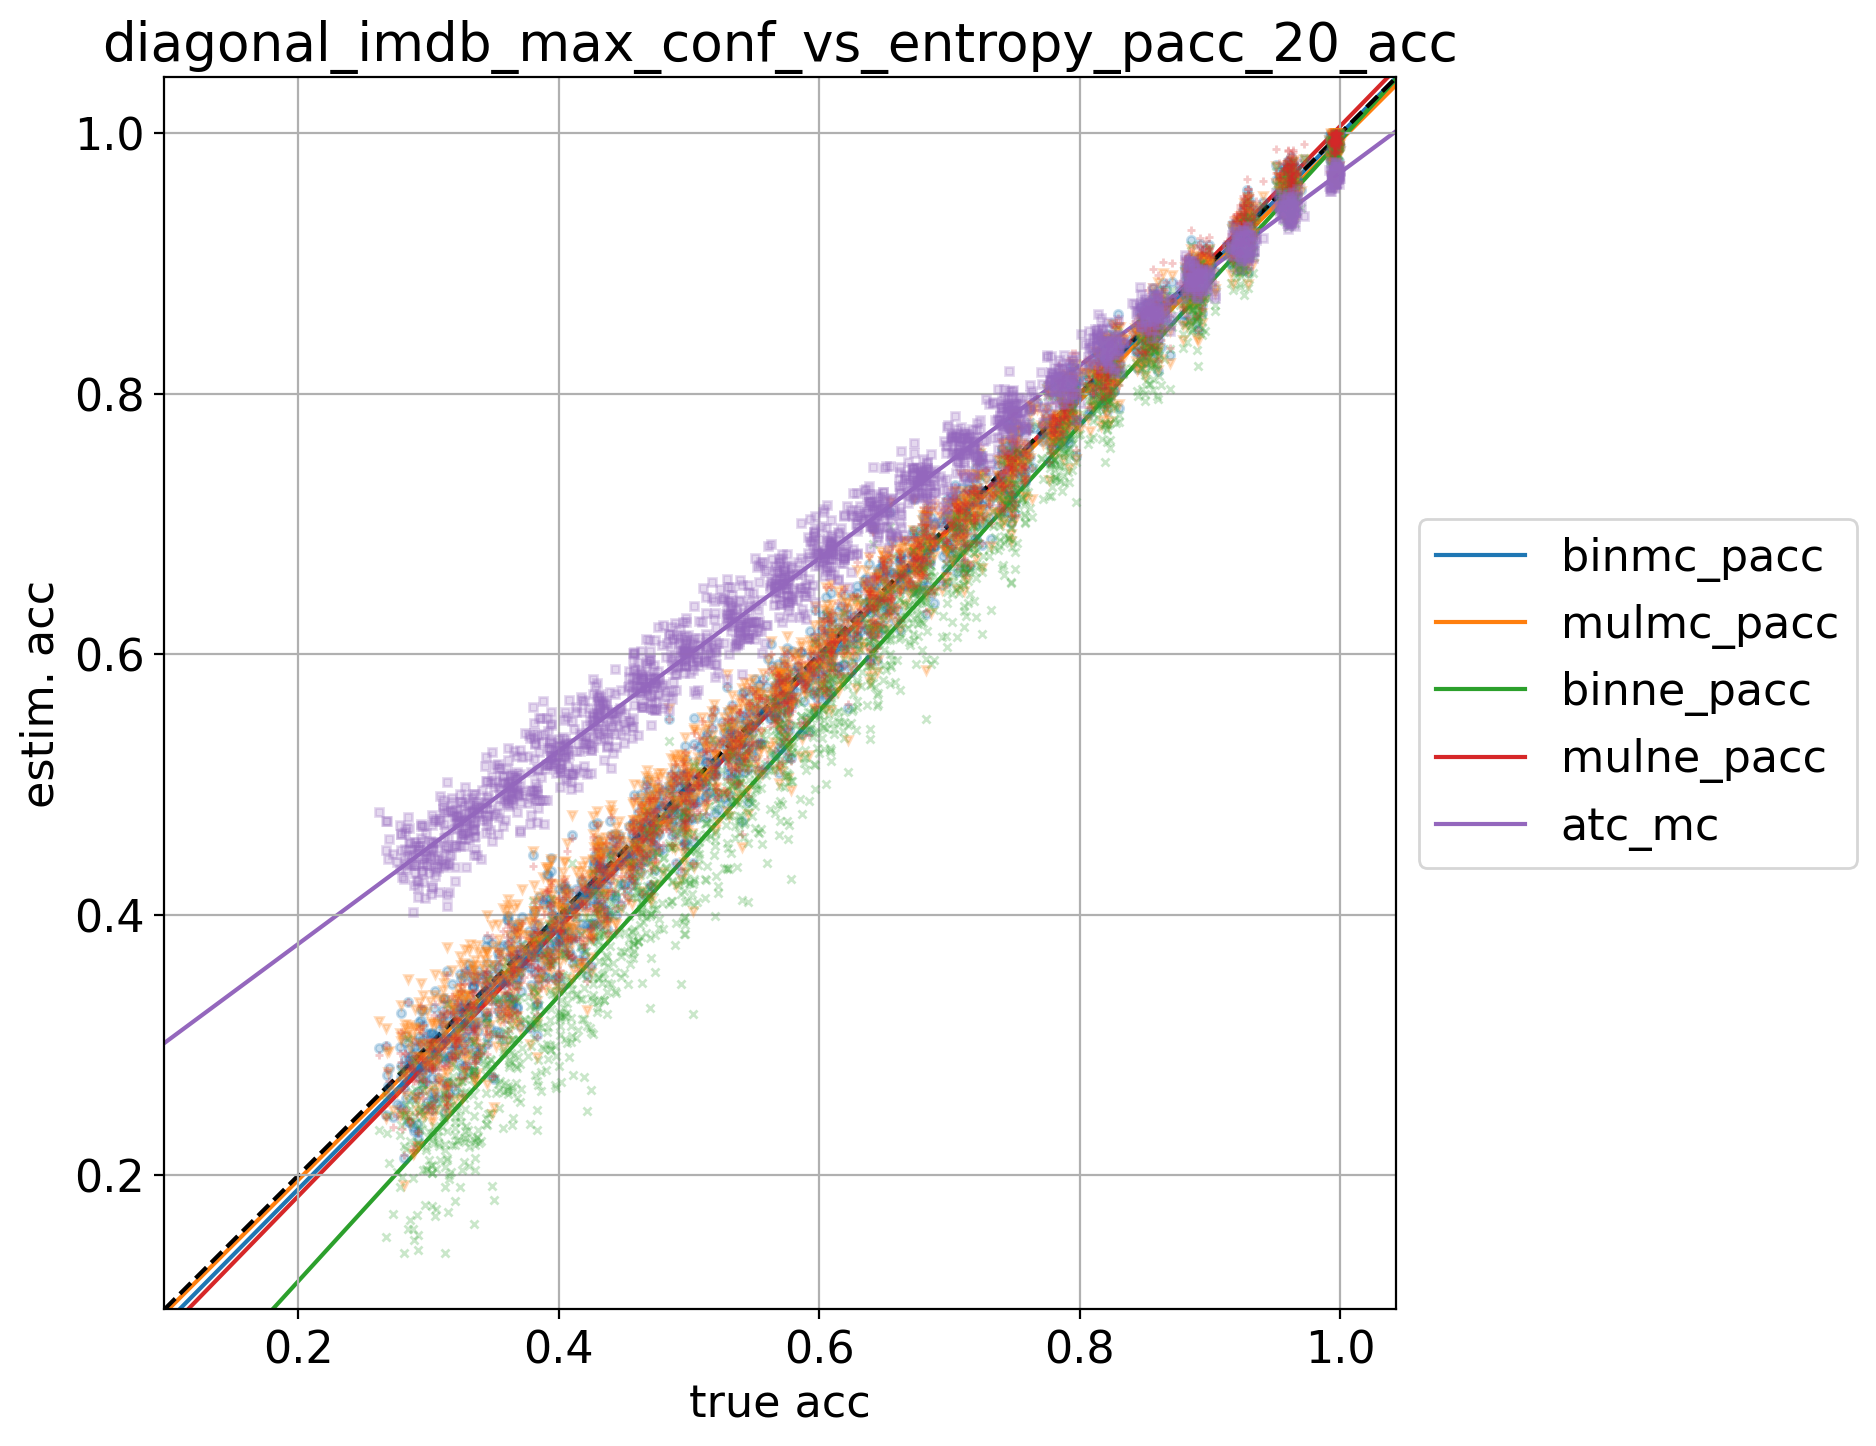 diagonal_imdb_max_conf_vs_entropy_pacc_20_acc
1.0
0.8
0.6
0.4
0.2
estim. acc
0.2 0.4 0.6 0.8 1.0
true acc
binmc_pacc
mulmc_pacc
binne_pacc
mulne_pacc
atc_mc